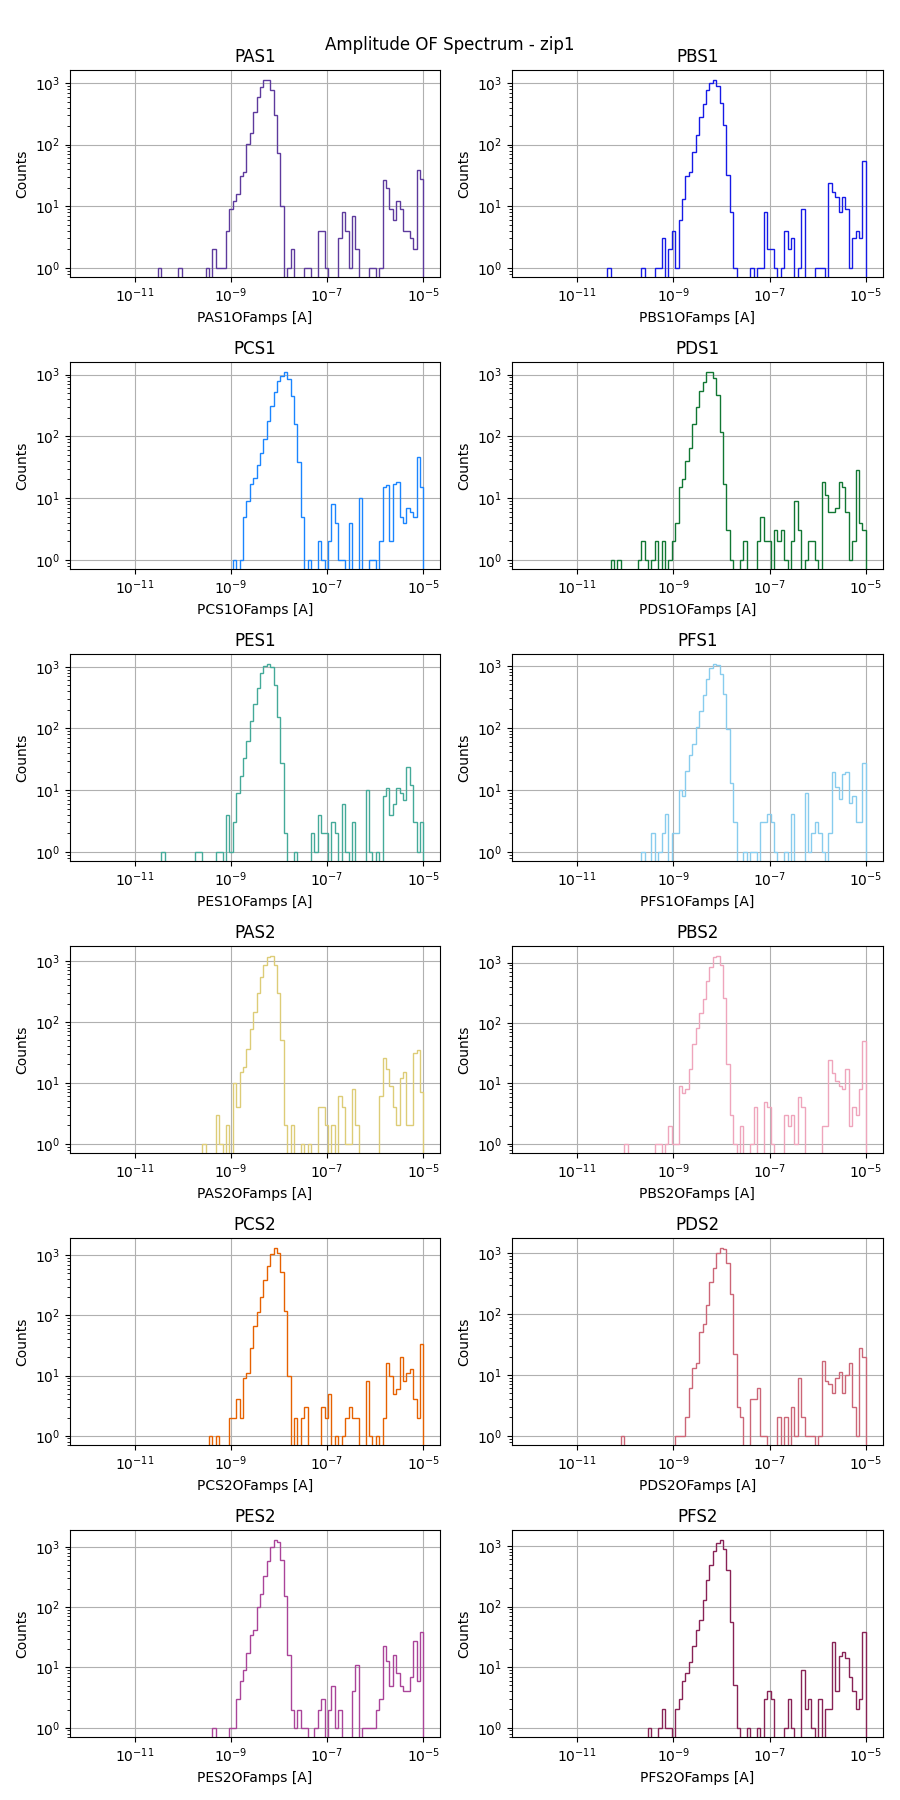 Amplitude OF Spectrum - zip1
PAS1
Counts
10⁰ 10¹ 10² 10³
10⁻¹¹ 10⁻⁹ 10⁻⁷ 10⁻⁵
PAS1OFamps [A]
PBS1
Counts
10⁰ 10¹ 10² 10³
10⁻¹¹ 10⁻⁹ 10⁻⁷ 10⁻⁵
PBS1OFamps [A]
PCS1
Counts
10⁰ 10¹ 10² 10³
10⁻¹¹ 10⁻⁹ 10⁻⁷ 10⁻⁵
PCS1OFamps [A]
PDS1
Counts
10⁰ 10¹ 10² 10³
10⁻¹¹ 10⁻⁹ 10⁻⁷ 10⁻⁵
PDS1OFamps [A]
PES1
Counts
10⁰ 10¹ 10² 10³
10⁻¹¹ 10⁻⁹ 10⁻⁷ 10⁻⁵
PES1OFamps [A]
PFS1
Counts
10⁰ 10¹ 10² 10³
10⁻¹¹ 10⁻⁹ 10⁻⁷ 10⁻⁵
PFS1OFamps [A]
PAS2
Counts
10⁰ 10¹ 10² 10³
10⁻¹¹ 10⁻⁹ 10⁻⁷ 10⁻⁵
PAS2OFamps [A]
PBS2
Counts
10⁰ 10¹ 10² 10³
10⁻¹¹ 10⁻⁹ 10⁻⁷ 10⁻⁵
PBS2OFamps [A]
PCS2
Counts
10⁰ 10¹ 10² 10³
10⁻¹¹ 10⁻⁹ 10⁻⁷ 10⁻⁵
PCS2OFamps [A]
PDS2
Counts
10⁰ 10¹ 10² 10³
10⁻¹¹ 10⁻⁹ 10⁻⁷ 10⁻⁵
PDS2OFamps [A]
PES2
Counts
10⁰ 10¹ 10² 10³
10⁻¹¹ 10⁻⁹ 10⁻⁷ 10⁻⁵
PES2OFamps [A]
PFS2
Counts
10⁰ 10¹ 10² 10³
10⁻¹¹ 10⁻⁹ 10⁻⁷ 10⁻⁵
PFS2OFamps [A]